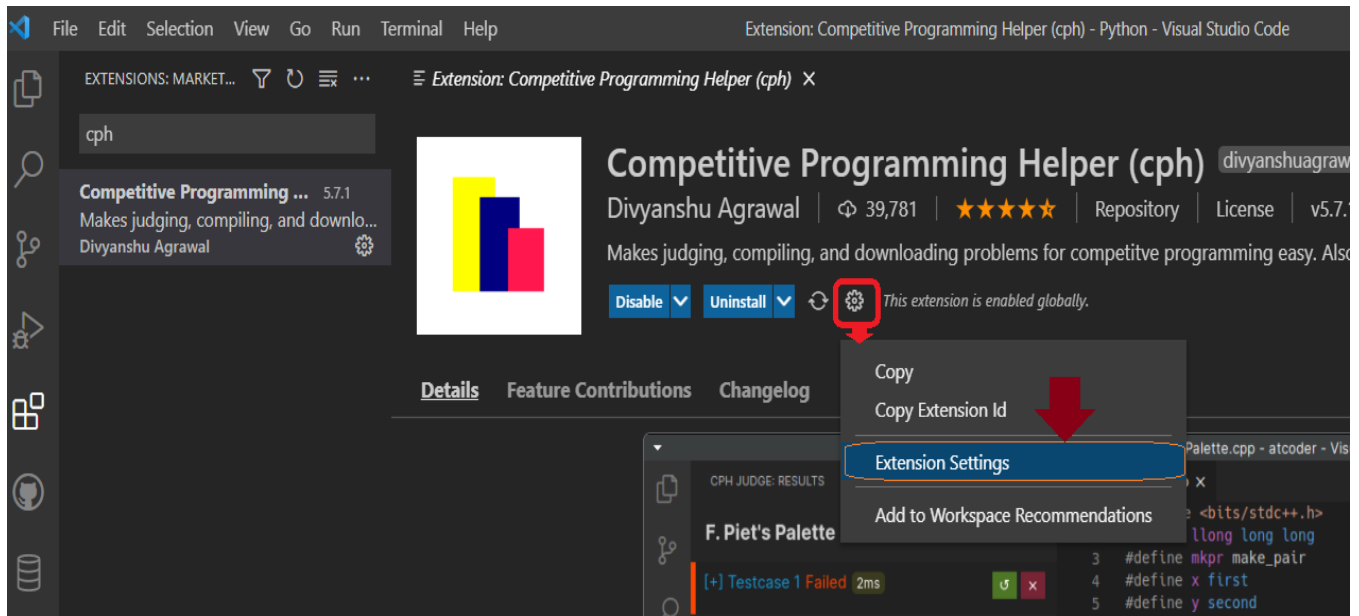 File Edit Selection View Go Run Terminal Help
Extension: Competitive Programming Helper (cph) - Python - Visual Studio Code
EXTENSIONS: MARKET...
cph
Competitive Programming ... 5.7.1
Makes judging, compiling, and downlo...
Divyanshu Agrawal
Extension: Competitive Programming Helper (cph)
Competitive Programming Helper (cph) divyanshuagraw
Divyanshu Agrawal 39,781 Repository License v5.7.1
Makes judging, compiling, and downloading problems for competitve programming easy. Also
Disable Uninstall This extension is enabled globally.
Details Feature Contributions Changelog
Copy
Copy Extension Id
Extension Settings
Add to Workspace Recommendations
Palette.cpp - atcoder - Vis
CPH JUDGE: RESULTS
F. Piet's Palette
[+] Testcase 1 Failed 2ms
<bits/stdc++.h>
llong long long
3 #define mkpr make_pair
4 #define x first
5 #define y second